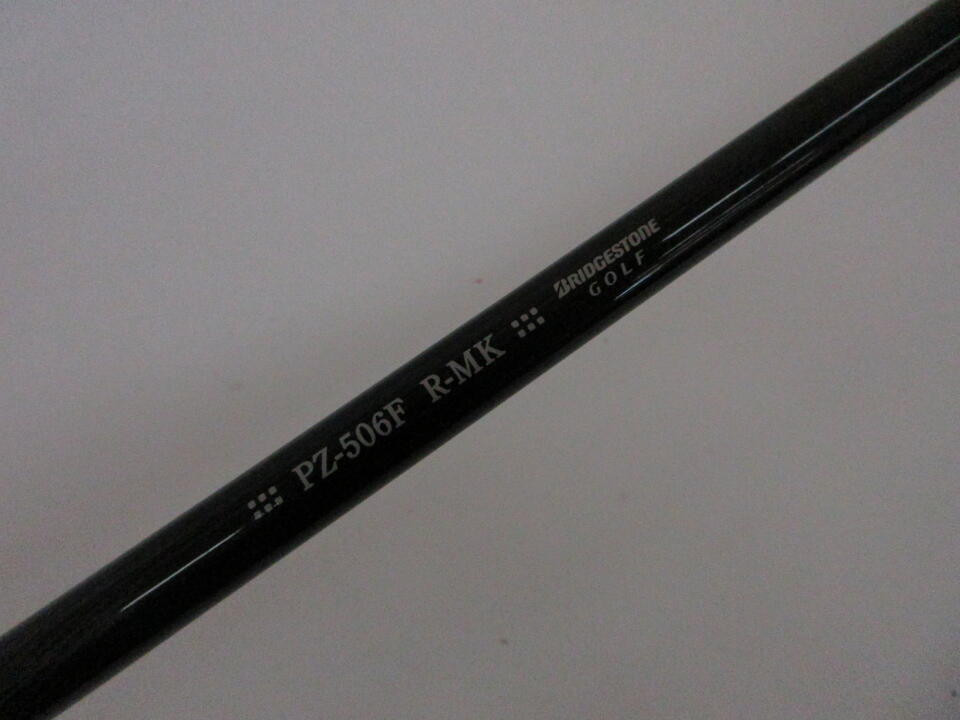 PZ-506F R-MK
BRIDGESTONE
GOLF